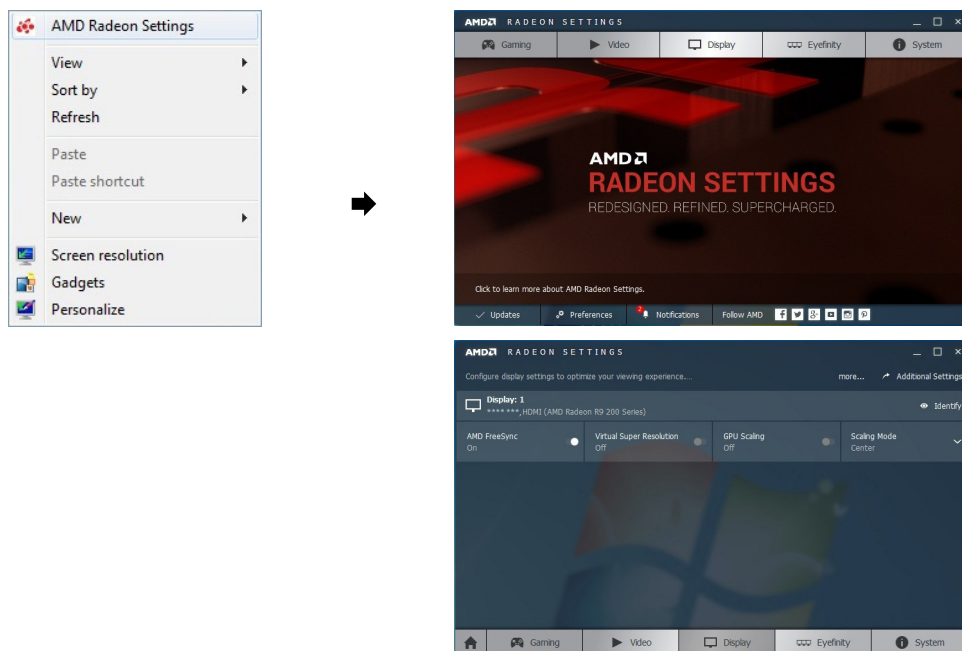 AMD Radeon Settings
View
Sort by
Refresh
Paste
Paste shortcut
New
Screen resolution
Gadgets
Personalize
AMD RADEON SETTINGS
Gaming Video Display Eyefinity System
AMD
RADEON SETTINGS
REDESIGNED. REFINED. SUPERCHARGED.
Click to learn more about AMD Radeon Settings.
Updates Preferences 2 Notifications Follow AMD
AMD RADEON SETTINGS
Configure display settings to optimize your viewing experience... more... Additional Settings
Display: 1
**** ***, HDMI (AMD Radeon R9 200 Series) Identify
AMD FreeSync Virtual Super Resolution GPU Scaling Scaling Mode
On Off Off Center
Gaming Video Display Eyefinity System